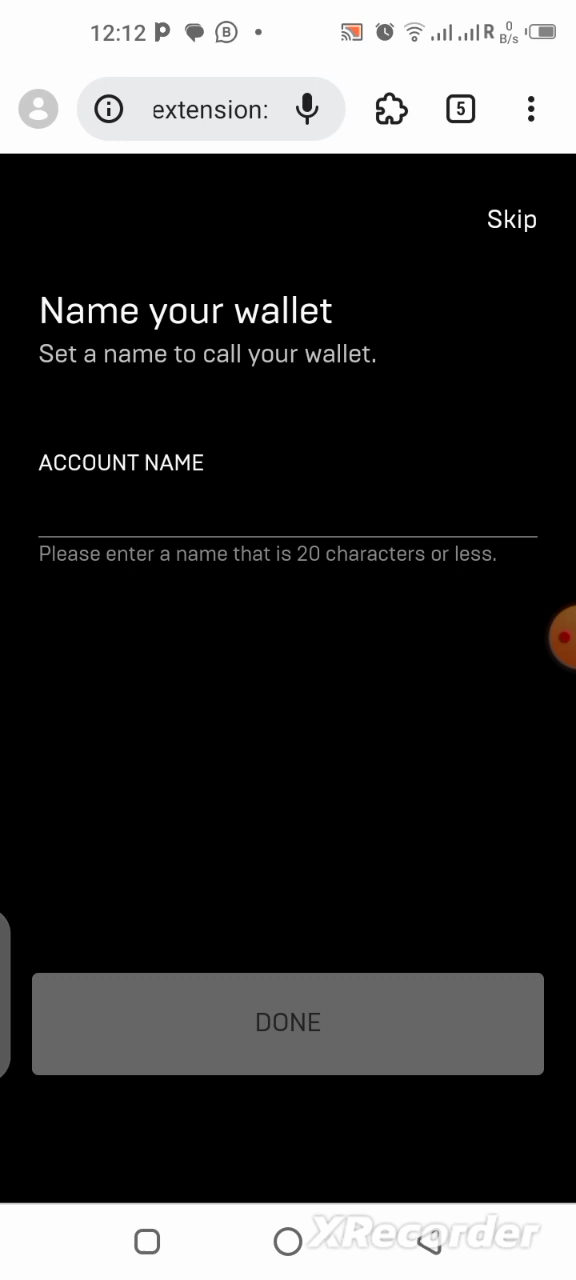 12:12
R 0 B/s
extension:
5
Skip
Name your wallet
Set a name to call your wallet.
ACCOUNT NAME
Please enter a name that is 20 characters or less.
DONE
XRecorder